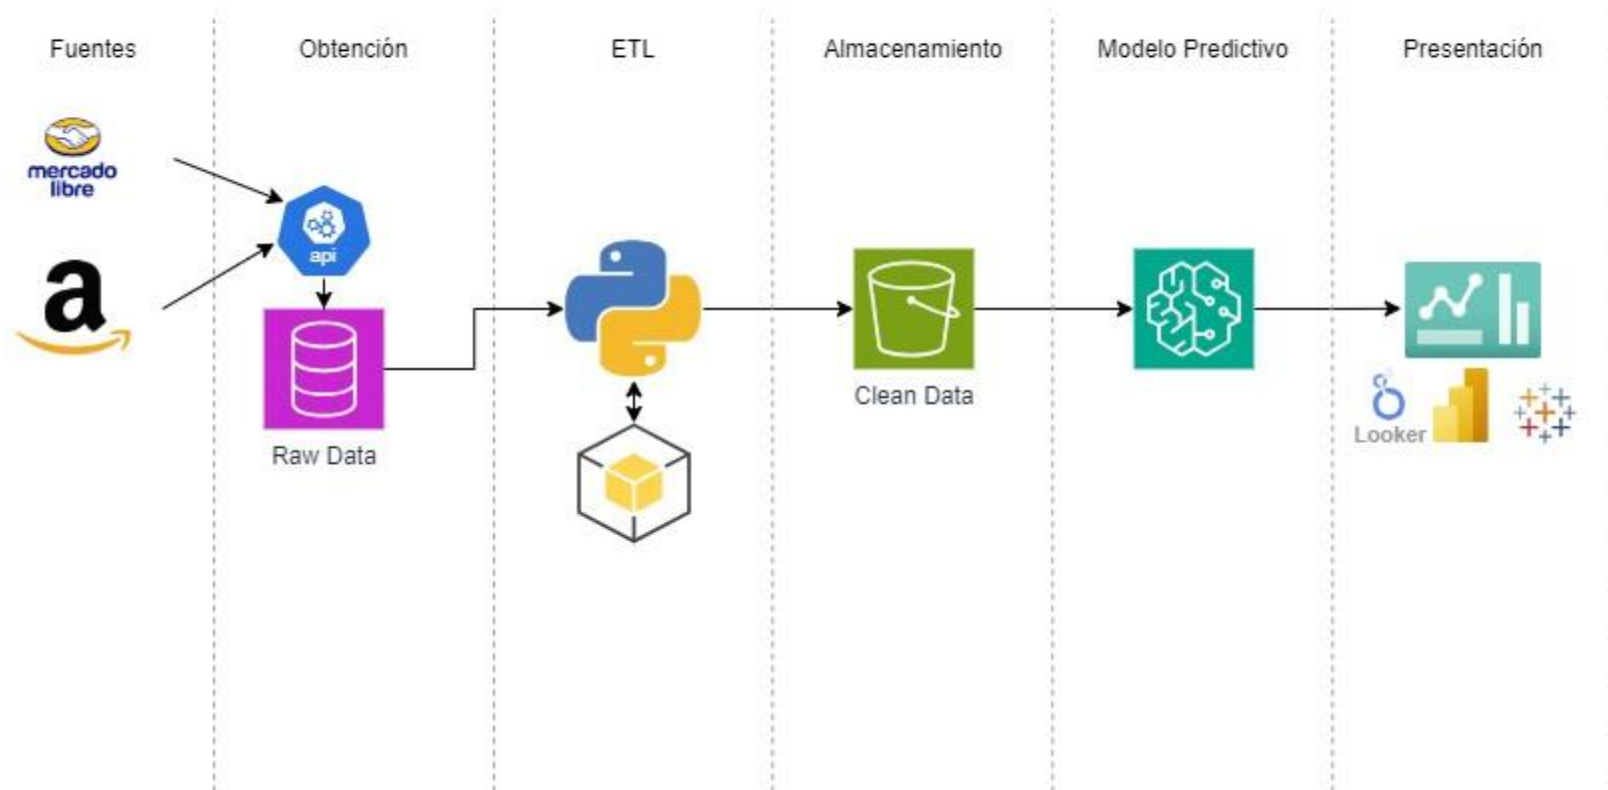 Fuentes
Obtención
ETL
Almacenamiento
Modelo Predictivo
Presentación
mercado
libre
a
api
Raw Data
Clean Data
Looker